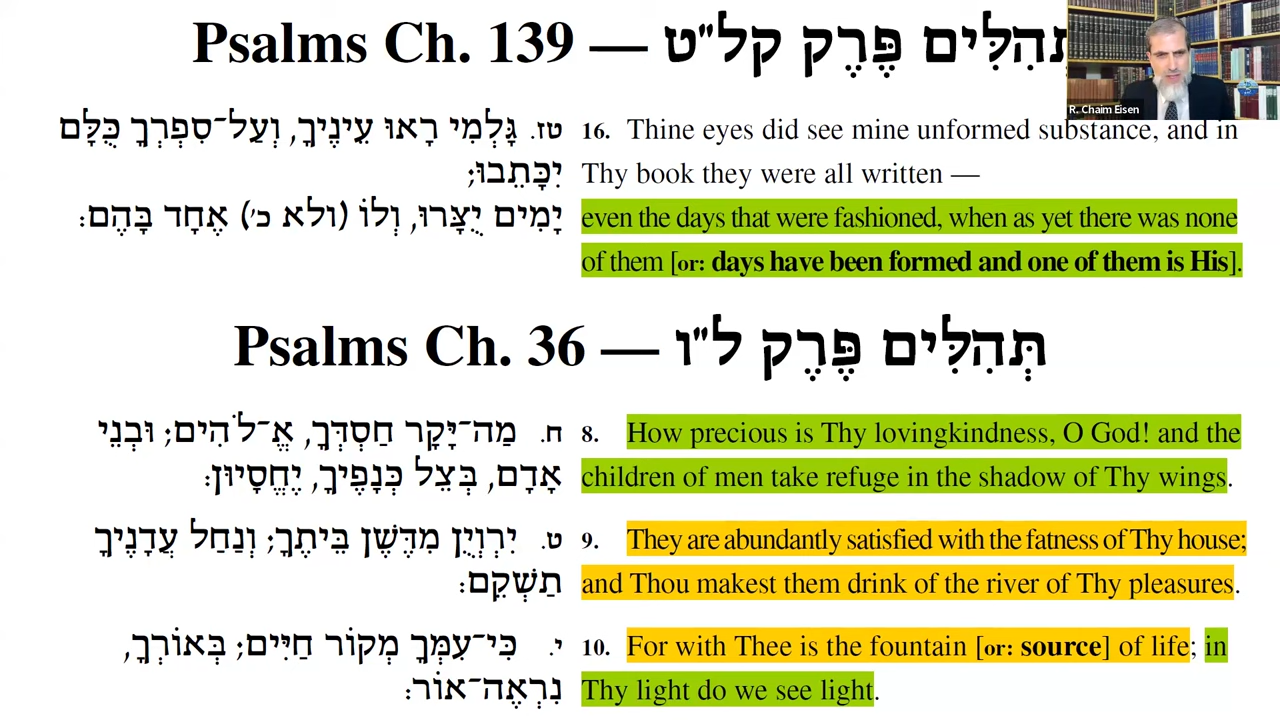 Psalms Ch. 139 — תְּהִלִּים פֶּרֶק קל״ט
R. Chaim Eisen
טז. גָּלְמִי רָאוּ עֵינֶיךָ, וְעַל־סִפְרְךָ כֻּלָּם
יִכָּתֵבוּ;
יָמִים יֻצָּרוּ, וְלוֹ (ולא כ׳) אֶחָד בָּהֶם:
16. Thine eyes did see mine unformed substance, and in
Thy book they were all written —
even the days that were fashioned, when as yet there was none
of them [or: days have been formed and one of them is His].
Psalms Ch. 36 — תְּהִלִּים פֶּרֶק ל״ו
ח. מַה־יָּקָר חַסְדְּךָ, אֱ־לֹהִים; וּבְנֵי
אָדָם, בְּצֵל כְּנָפֶיךָ, יֶחֱסָיוּן:
8. How precious is Thy lovingkindness, O God! and the
children of men take refuge in the shadow of Thy wings.
ט. יִרְוְיֻן מִדֶּשֶׁן בֵּיתֶךָ; וְנַחַל עֲדָנֶיךָ
תַשְׁקֵם:
9. They are abundantly satisfied with the fatness of Thy house;
and Thou makest them drink of the river of Thy pleasures.
י. כִּי־עִמְּךָ מְקוֹר חַיִּים; בְּאוֹרְךָ,
נִרְאֶה־אוֹר:
10. For with Thee is the fountain [or: source] of life; in
Thy light do we see light.